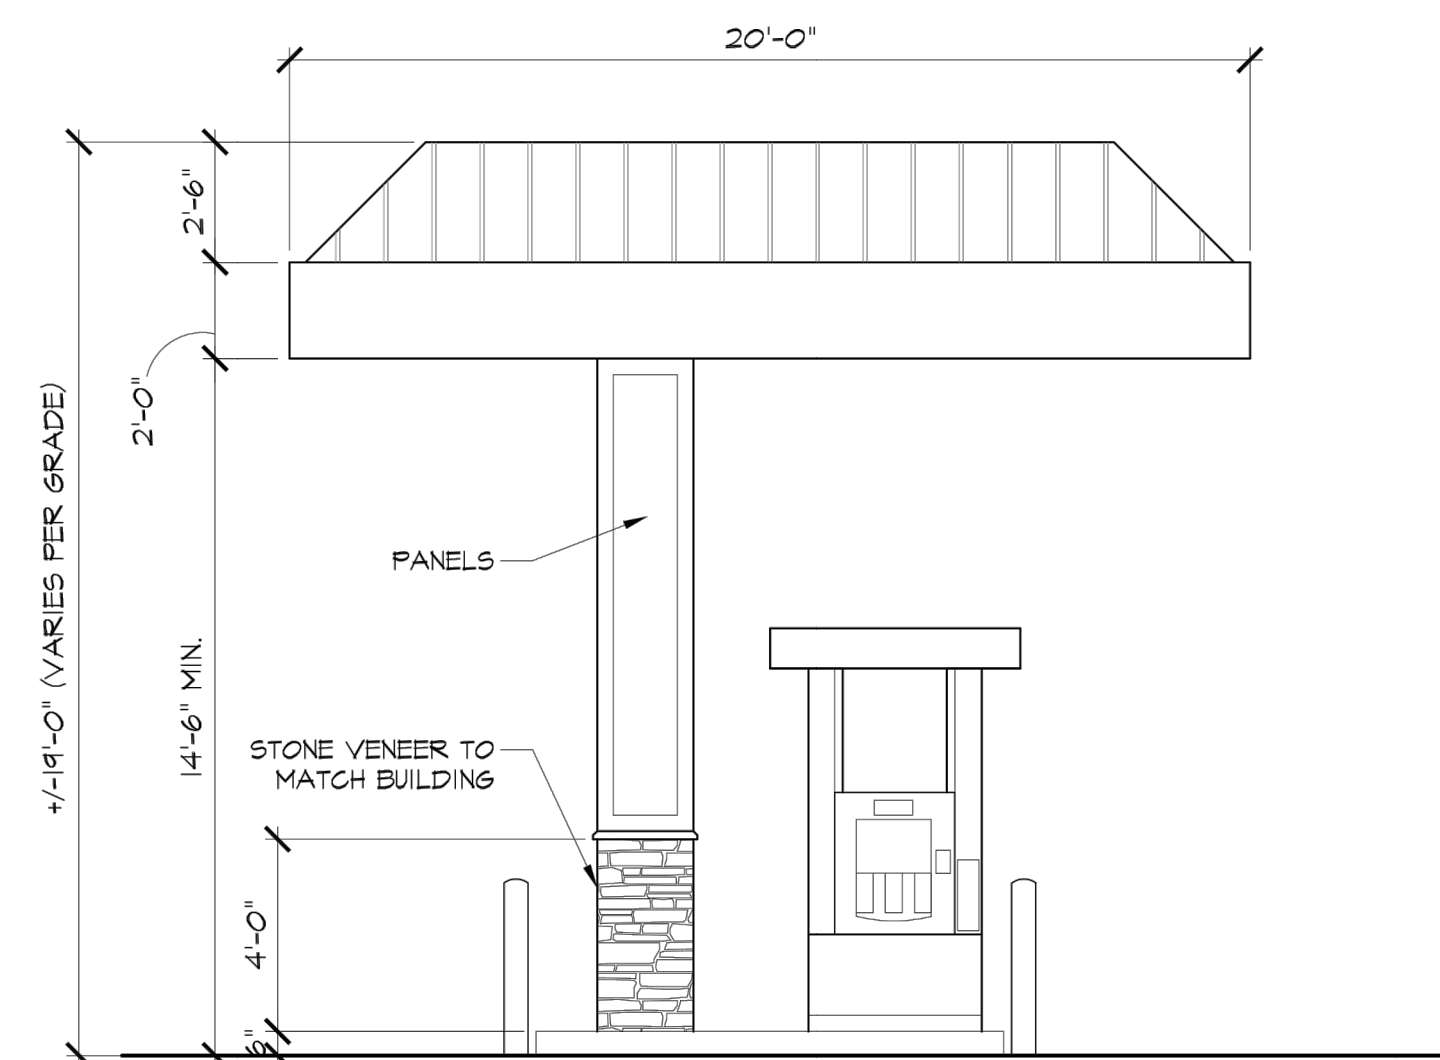 20'-0"
2'-6"
2'-0"
+/-19'-0" (VARIES PER GRADE)
14'-6" MIN.
PANELS
STONE VENEER TO
MATCH BUILDING
4'-0"
6"